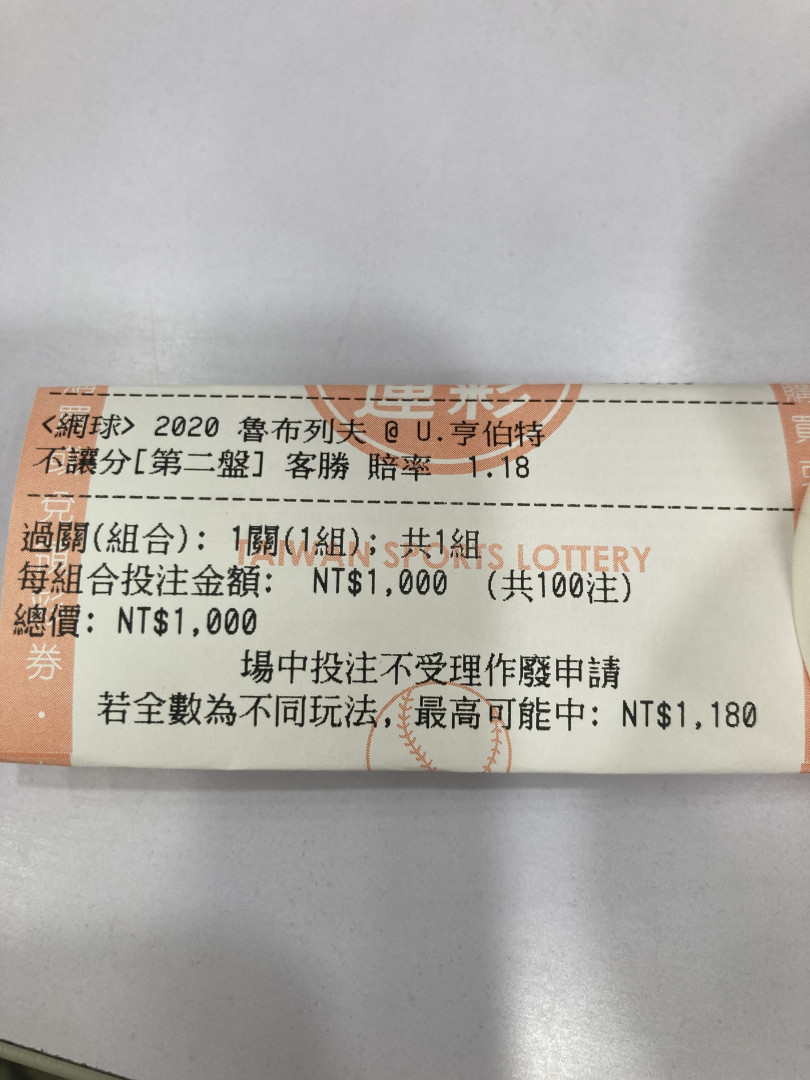 運彩
<網球> 2020 魯布列夫 @ U.亨伯特
不讓分[第二盤] 客勝 賠率 1.18
過關(組合): 1關(1組); 共1組
TAIWAN SPORTS LOTTERY
每組合投注金額: NT$1,000 (共100注)
總價: NT$1,000
場中投注不受理作廢申請
若全數為不同玩法, 最高可能中: NT$1,180
券